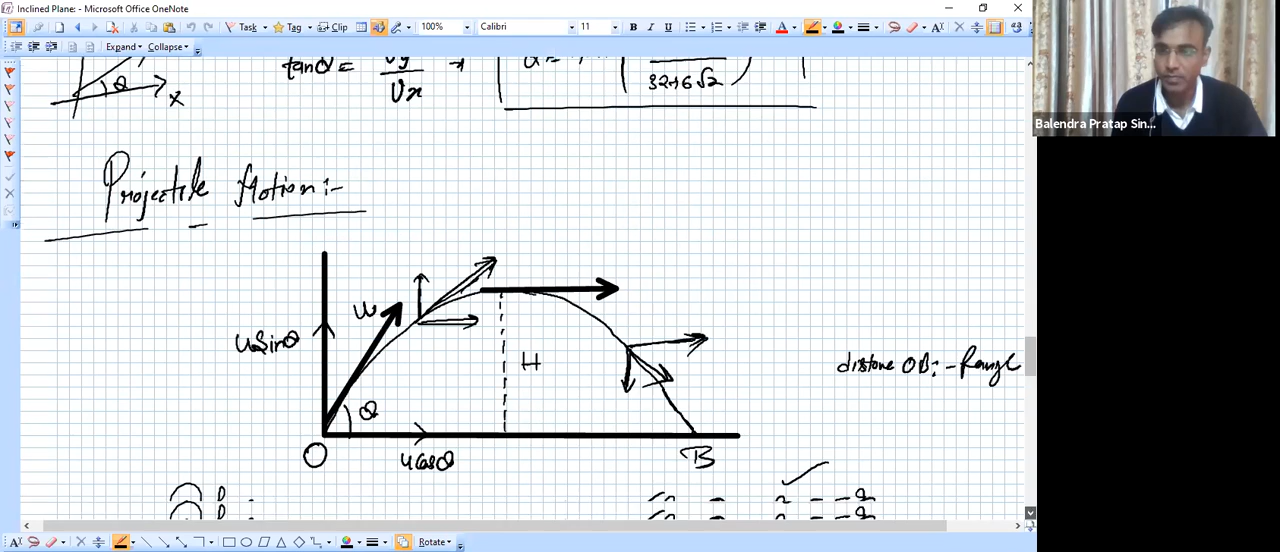 Inclined Plane: - Microsoft Office OneNote
Task Tag Clip 100% Calibri 11 B I U
Expand Collapse
tanθ = Vy / Vx →
32+6√2
θ
x
Projectile Motion :-
u
usinθ
H
θ
distane OB: - Range
O
ucosθ
B
Rotate
Balendra Pratap Sin...